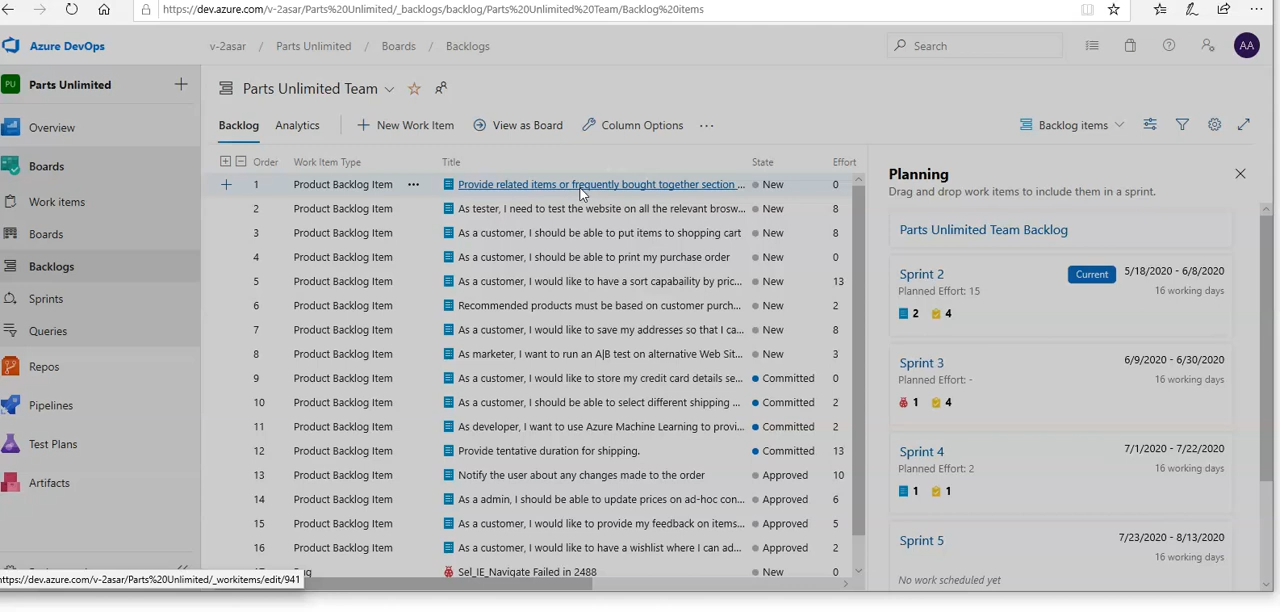 https://dev.azure.com/v-2asar/Parts%20Unlimited/_backlogs/backlog/Parts%20Unlimited%20Team/Backlog%20items
Azure DevOps
v-2asar / Parts Unlimited / Boards / Backlogs
Search
AA
PU Parts Unlimited
Overview
Boards
Work items
Boards
Backlogs
Sprints
Queries
Repos
Pipelines
Test Plans
Artifacts
https://dev.azure.com/v-2asar/Parts%20Unlimited/_workitems/edit/941
Parts Unlimited Team
Backlog Analytics New Work Item View as Board Column Options ... Backlog items
Order Work Item Type Title State Effort
1 Product Backlog Item ... Provide related items or frequently bought together section ... New 0
2 Product Backlog Item As tester, I need to test the website on all the relevant brosw... New 8
3 Product Backlog Item As a customer, I should be able to put items to shopping cart New 8
4 Product Backlog Item As a customer, I should be able to print my purchase order New 0
5 Product Backlog Item As a customer, I would like to have a sort capabaility by pric... New 13
6 Product Backlog Item Recommended products must be based on customer purch... New 2
7 Product Backlog Item As a customer, I would like to save my addresses so that I ca... New 8
8 Product Backlog Item As marketer, I want to run an A|B test on alternative Web Sit... New 3
9 Product Backlog Item As a customer, I would like to store my credit card details se... Committed 0
10 Product Backlog Item As a customer, I should be able to select different shipping ... Committed 2
11 Product Backlog Item As developer, I want to use Azure Machine Learning to provi... Committed 2
12 Product Backlog Item Provide tentative duration for shipping. Committed 13
13 Product Backlog Item Notify the user about any changes made to the order Approved 10
14 Product Backlog Item As a admin, I should be able to update prices on ad-hoc con... Approved 6
15 Product Backlog Item As a customer, I would like to provide my feedback on items... Approved 5
16 Product Backlog Item As a customer, I would like to have a wishlist where I can ad... Approved 2
Sel_IE_Navigate Failed in 2488 New 0
Planning
Drag and drop work items to include them in a sprint.
Parts Unlimited Team Backlog
Sprint 2 Current 5/18/2020 - 6/8/2020
Planned Effort: 15 16 working days
2 4
Sprint 3 6/9/2020 - 6/30/2020
Planned Effort: - 16 working days
1 4
Sprint 4 7/1/2020 - 7/22/2020
Planned Effort: 2 16 working days
1 1
Sprint 5 7/23/2020 - 8/13/2020
16 working days
No work scheduled yet